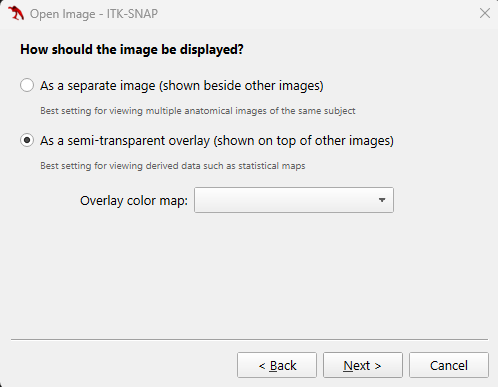 Open Image - ITK-SNAP
How should the image be displayed?
As a separate image (shown beside other images)
Best setting for viewing multiple anatomical images of the same subject
As a semi-transparent overlay (shown on top of other images)
Best setting for viewing derived data such as statistical maps
Overlay color map:
< Back Next > Cancel